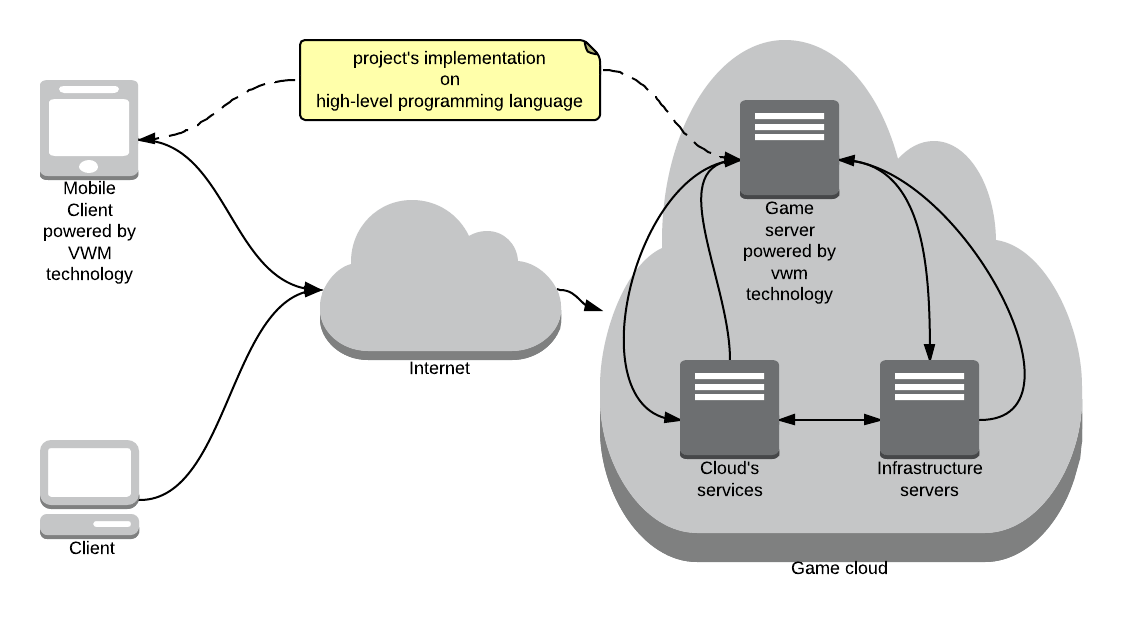 project's implementation
on
high-level programming language
Mobile
Client
powered by
VWM
technology
Game
server
powered by
vwm
technology
Internet
Cloud's
services
Infrastructure
servers
Client
Game cloud